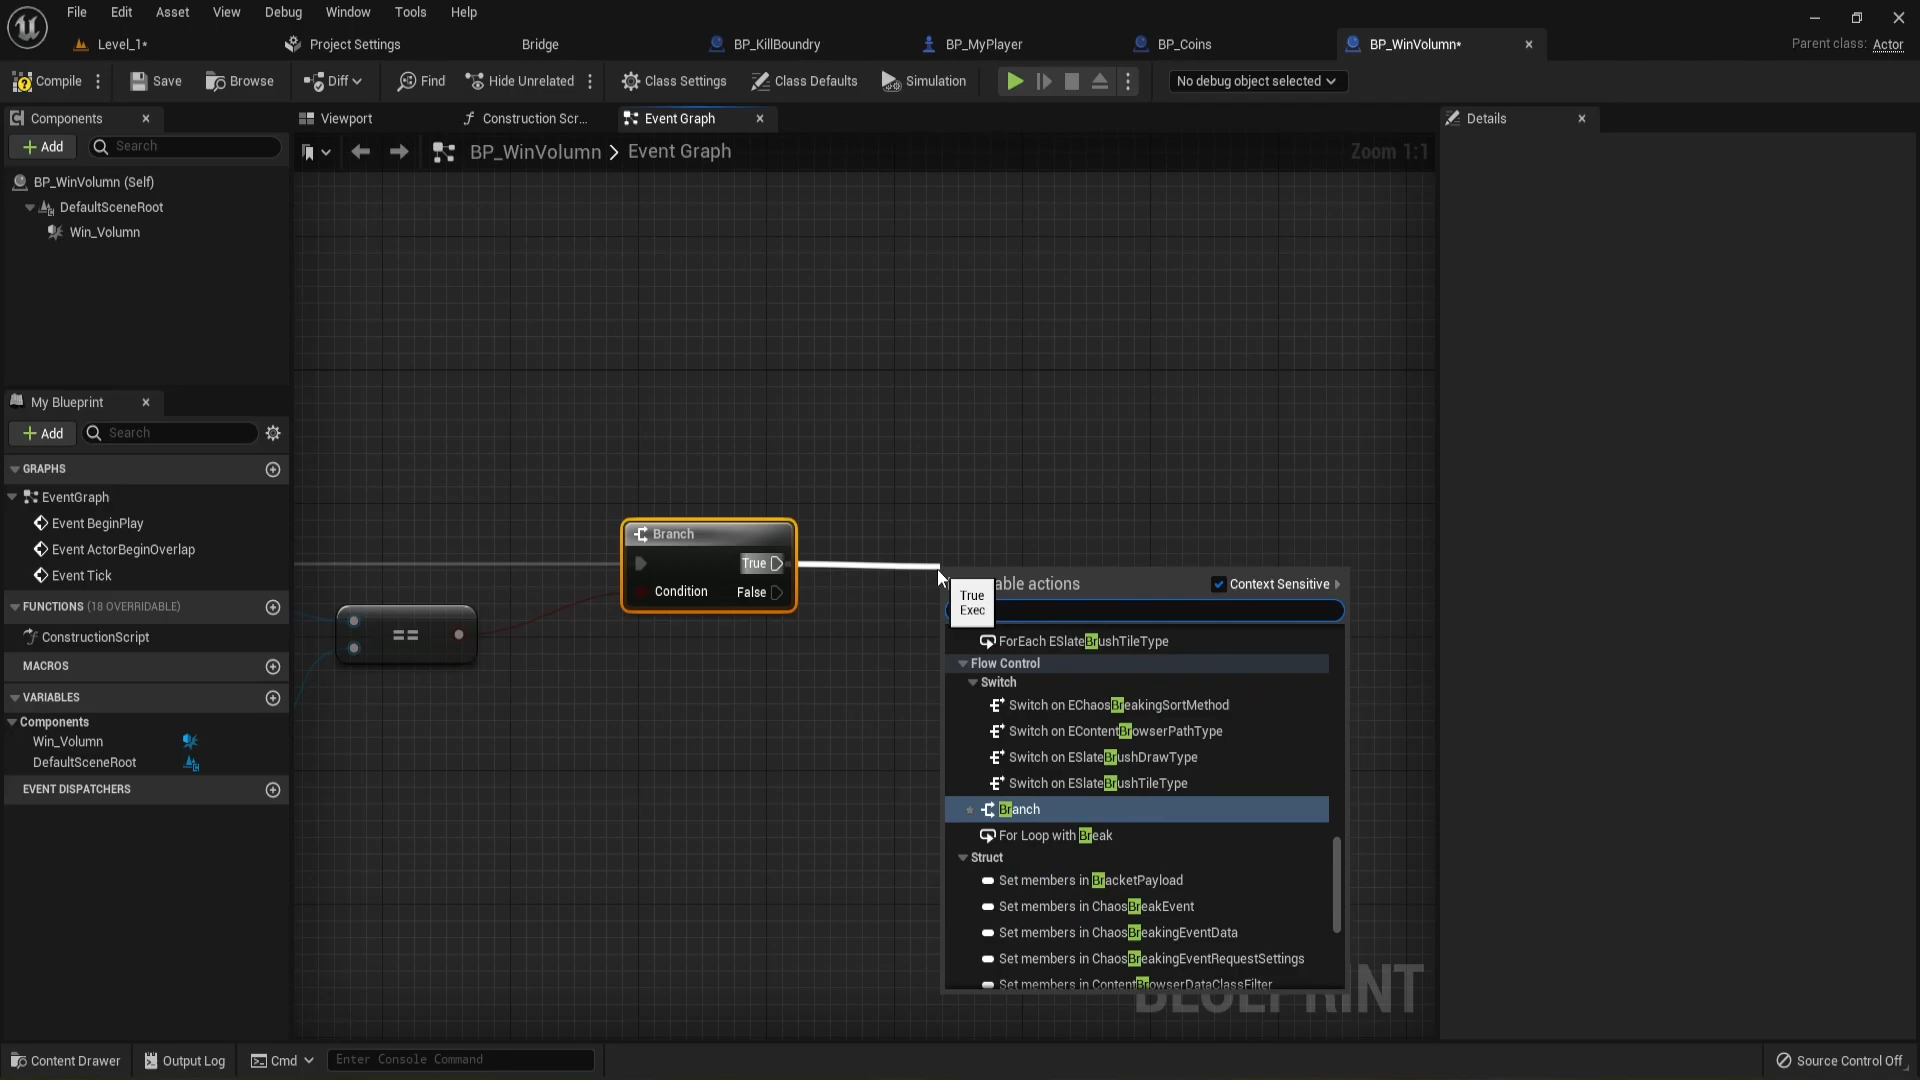 File Edit Asset View Debug Window Tools Help
Level_1* Project Settings Bridge BP_KillBoundry BP_MyPlayer BP_Coins BP_WinVolumn* Parent class: Actor
Compile Save Browse Diff Find Hide Unrelated Class Settings Class Defaults Simulation No debug object selected
Components Viewport Construction Scr... Event Graph Details
Add Search BP_WinVolumn > Event Graph Zoom 1:1
BP_WinVolumn (Self)
DefaultSceneRoot
Win_Volumn
My Blueprint
Add Search
GRAPHS
EventGraph
Event BeginPlay
Event ActorBeginOverlap
Event Tick
FUNCTIONS (18 OVERRIDABLE)
ConstructionScript
MACROS
VARIABLES
Components
Win_Volumn
DefaultSceneRoot
EVENT DISPATCHERS
==
Branch
True
Condition False
True
Exec
able actions Context Sensitive
ForEach ESlateBrushTileType
Flow Control
Switch
Switch on EChaosBreakingSortMethod
Switch on EContentBrowserPathType
Switch on ESlateBrushDrawType
Switch on ESlateBrushTileType
Branch
For Loop with Break
Struct
Set members in BracketPayload
Set members in ChaosBreakEvent
Set members in ChaosBreakingEventData
Set members in ChaosBreakingEventRequestSettings
Set members in ContentBrowserDataClassFilter
BLUEPRINT
Content Drawer Output Log Cmd Enter Console Command Source Control Off